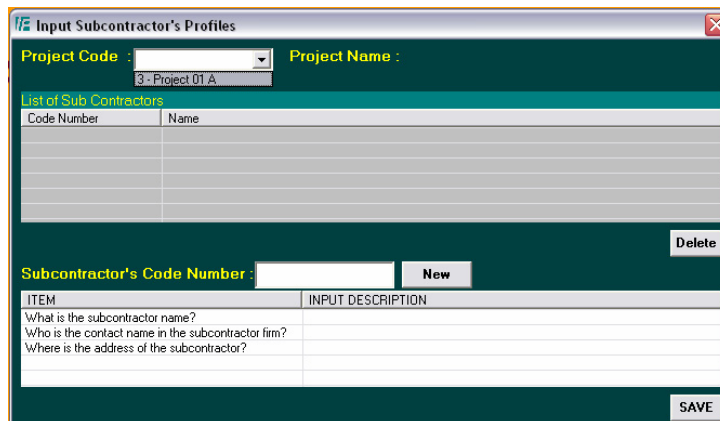 Input Subcontractor's Profiles
Project Code : Project Name :
3 - Project 01 A
List of Sub Contractors
Code Number Name
Delete
Subcontractor's Code Number : New
ITEM INPUT DESCRIPTION
What is the subcontractor name?
Who is the contact name in the subcontractor firm?
Where is the address of the subcontractor?
SAVE